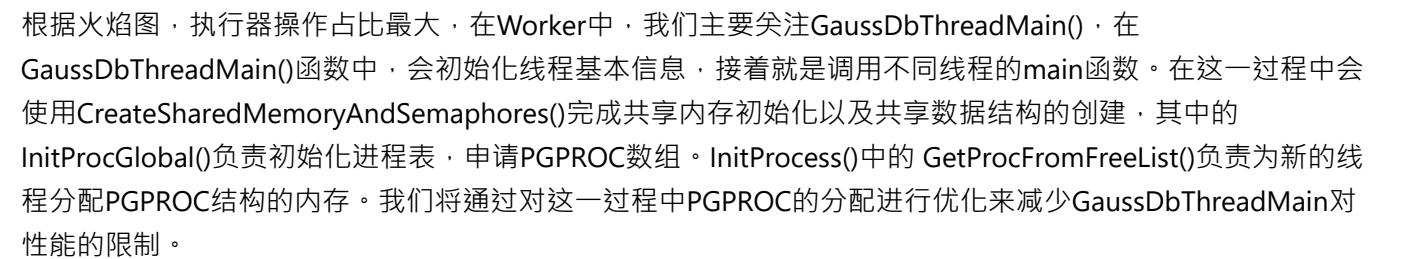 根据火焰图，执行器操作占比最大，在Worker中，我们主要关注GaussDbThreadMain()，在
GaussDbThreadMain()函数中，会初始化线程基本信息，接着就是调用不同线程的main函数。在这一过程中会
使用CreateSharedMemoryAndSemaphores()完成共享内存初始化以及共享数据结构的创建，其中的
InitProcGlobal()负责初始化进程表，申请PGPROC数组。InitProcess()中的 GetProcFromFreeList()负责为新的线
程分配PGPROC结构的内存。我们将通过对这一过程中PGPROC的分配进行优化来减少GaussDbThreadMain对
性能的限制。